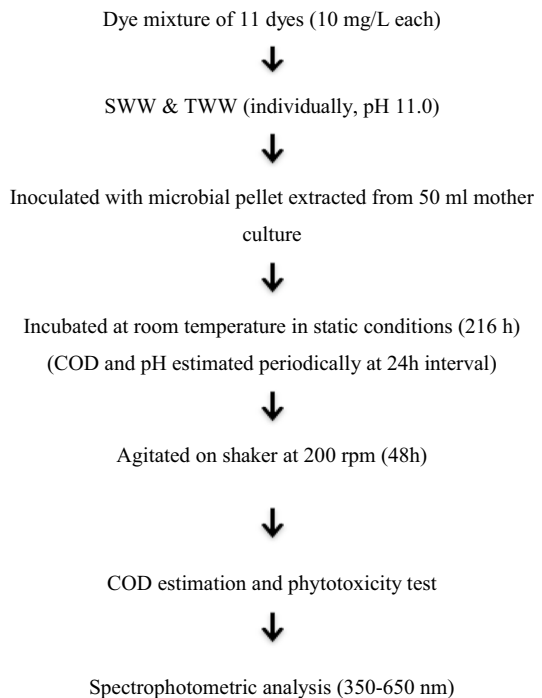 Dye mixture of 11 dyes (10 mg/L each)
SWW & TWW (individually, pH 11.0)
Inoculated with microbial pellet extracted from 50 ml mother
culture
Incubated at room temperature in static conditions (216 h)
(COD and pH estimated periodically at 24h interval)
Agitated on shaker at 200 rpm (48h)
COD estimation and phytotoxicity test
Spectrophotometric analysis (350-650 nm)